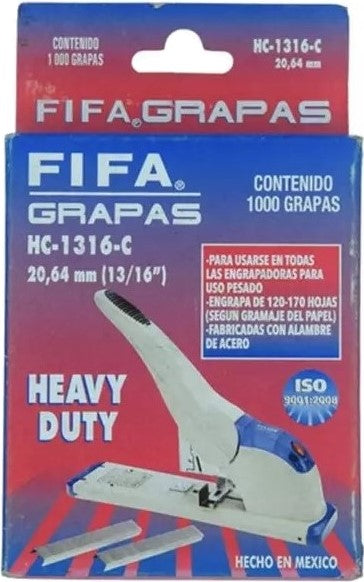 CONTENIDO
1000 GRAPAS
HC-1316-C
20,64 mm
FIFA® GRAPAS
FIFA®
GRAPAS
HC-1316-C
20,64 mm (13/16")
CONTENIDO
1000 GRAPAS
•PARA USARSE EN TODAS
LAS ENGRAPADORAS PARA
USO PESADO
•ENGRAPA DE 120-170 HOJAS
(SEGUN GRAMAJE DEL PAPEL)
•FABRICADAS CON ALAMBRE
DE ACERO
HEAVY
DUTY
ISO
9001:2008
HECHO EN MEXICO